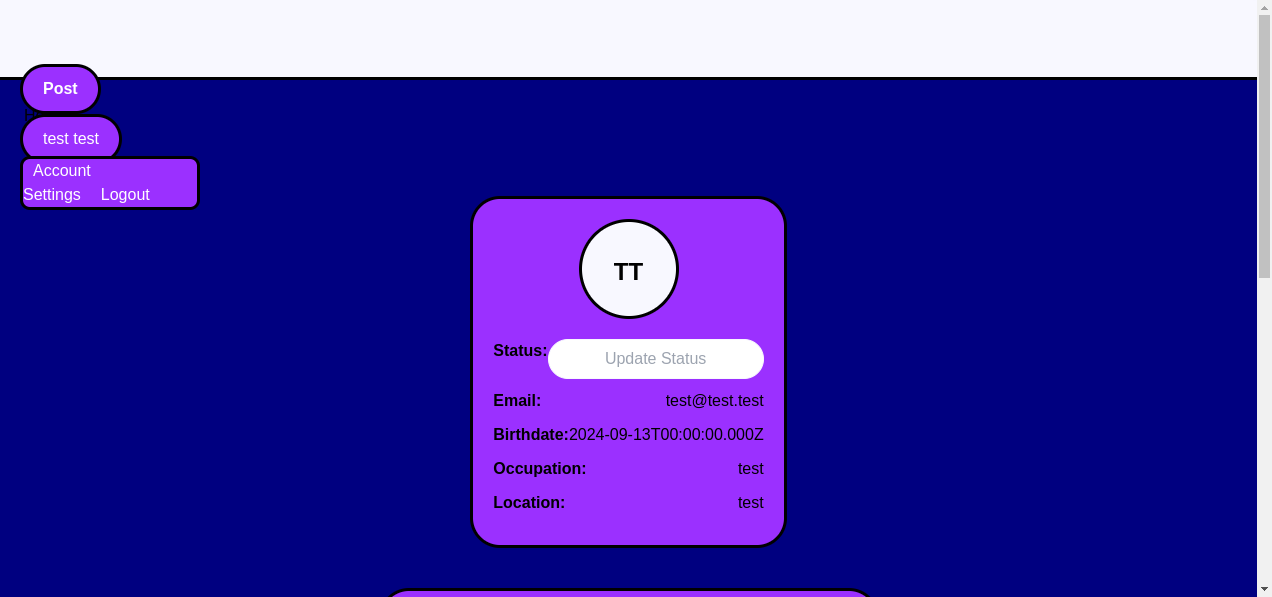 Post
test test
Account
Settings Logout
TT
Status: Update Status
Email: test@test.test
Birthdate:2024-09-13T00:00:00.000Z
Occupation: test
Location: test